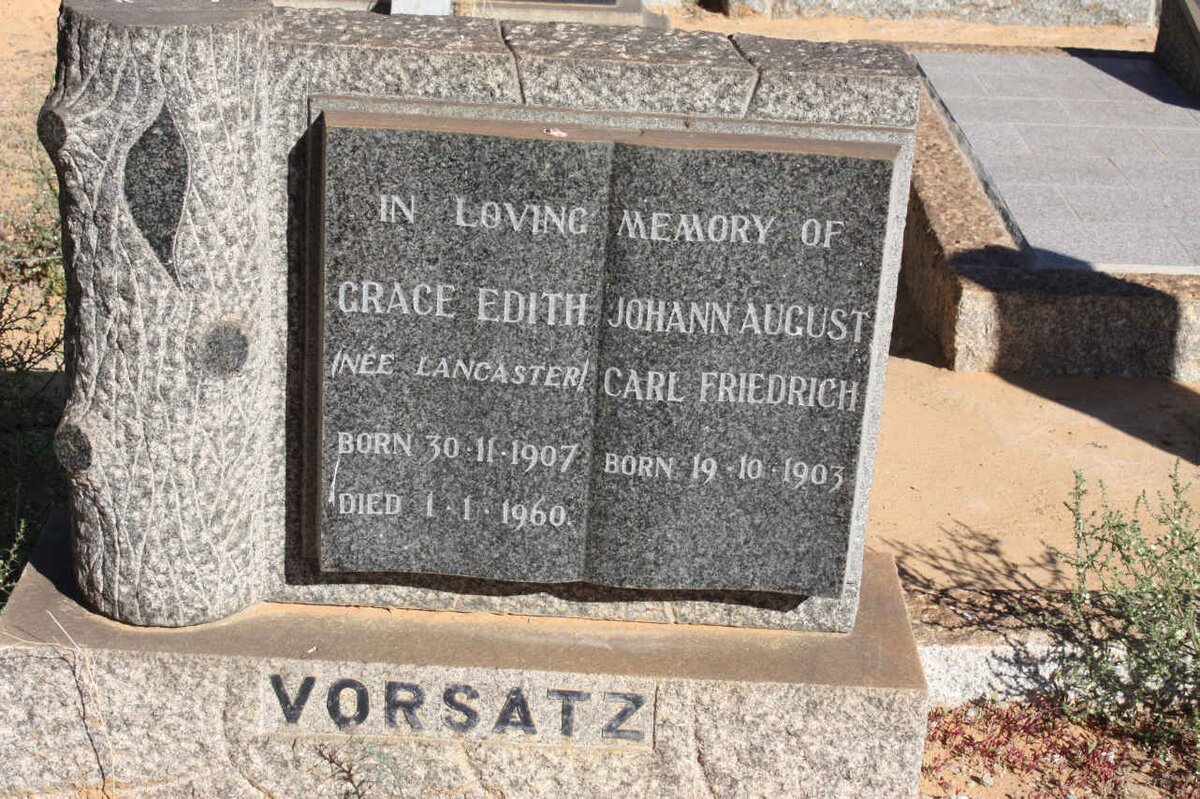 IN LOVING MEMORY OF
GRACE EDITH
(NÉE LANCASTER)
BORN 30·11·1907
DIED 1·1·1960.
JOHANN AUGUST
CARL FRIEDRICH
BORN 19·10·1903
VORSATZ